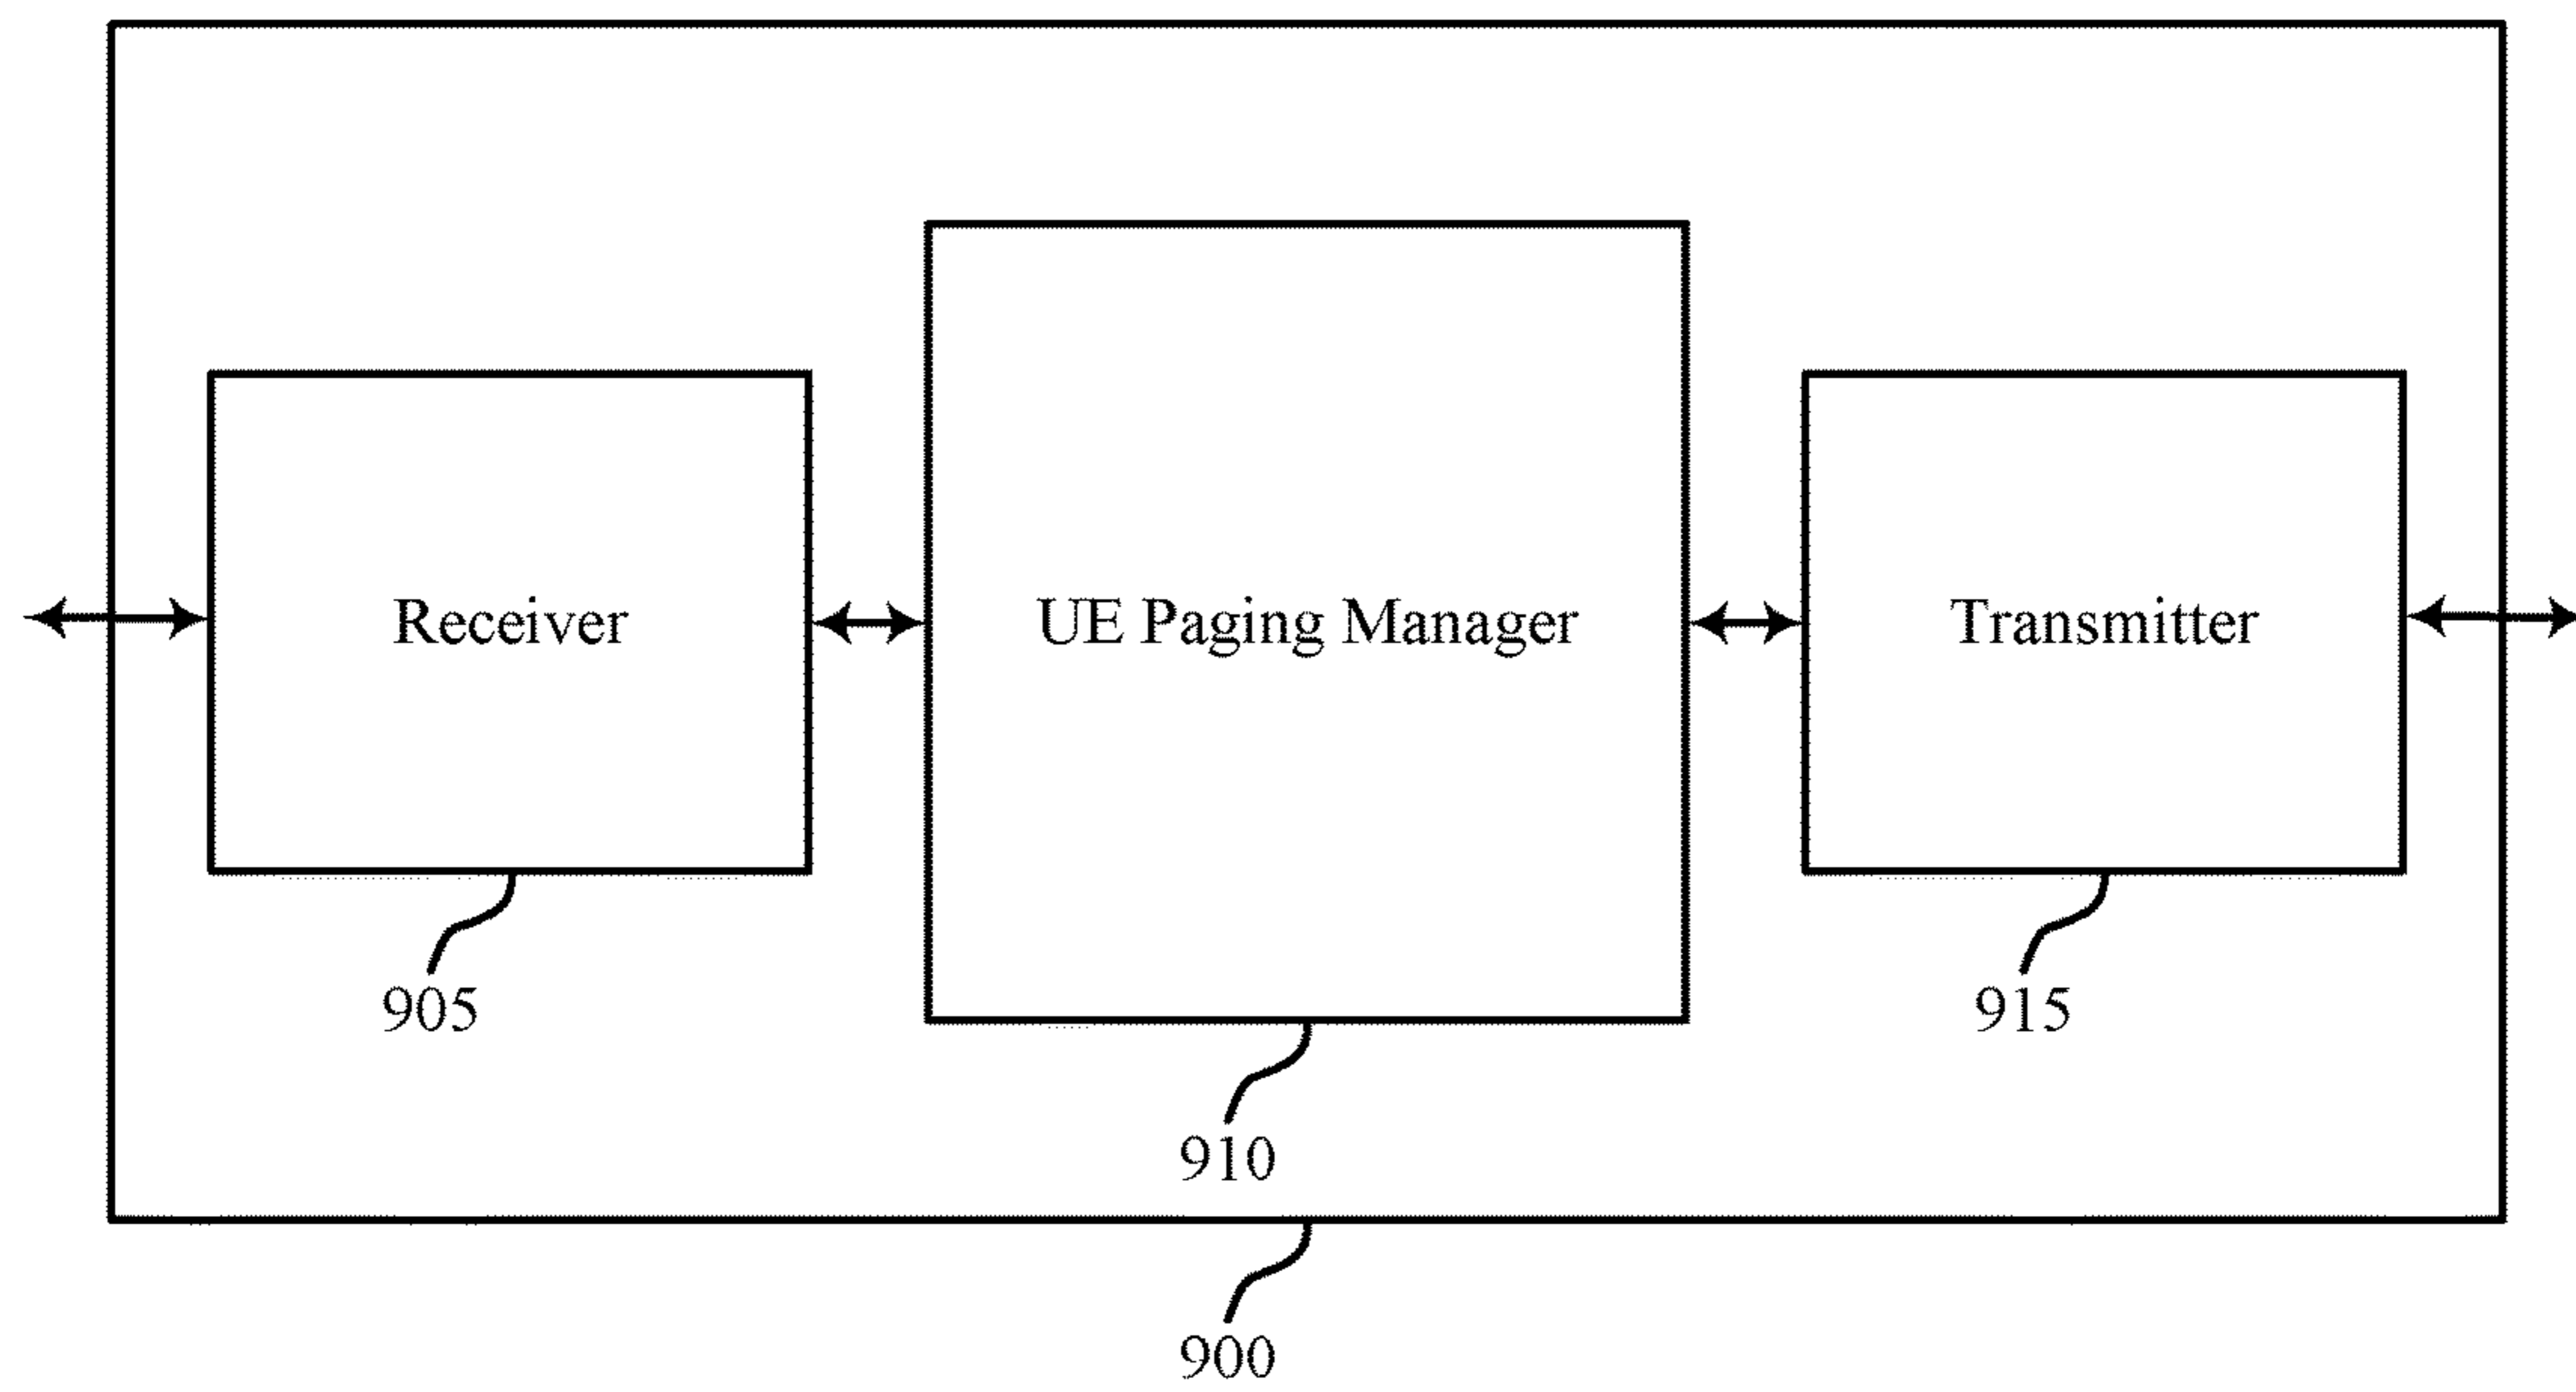 Receiver
UE Paging Manager
Transmitter
905
915
910
900